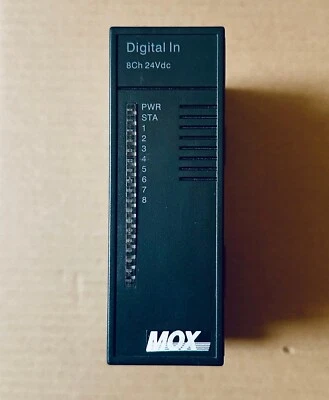 Digital In
8Ch 24Vdc
PWR
STA
1
2
3
4
5
6
7
8
MOX